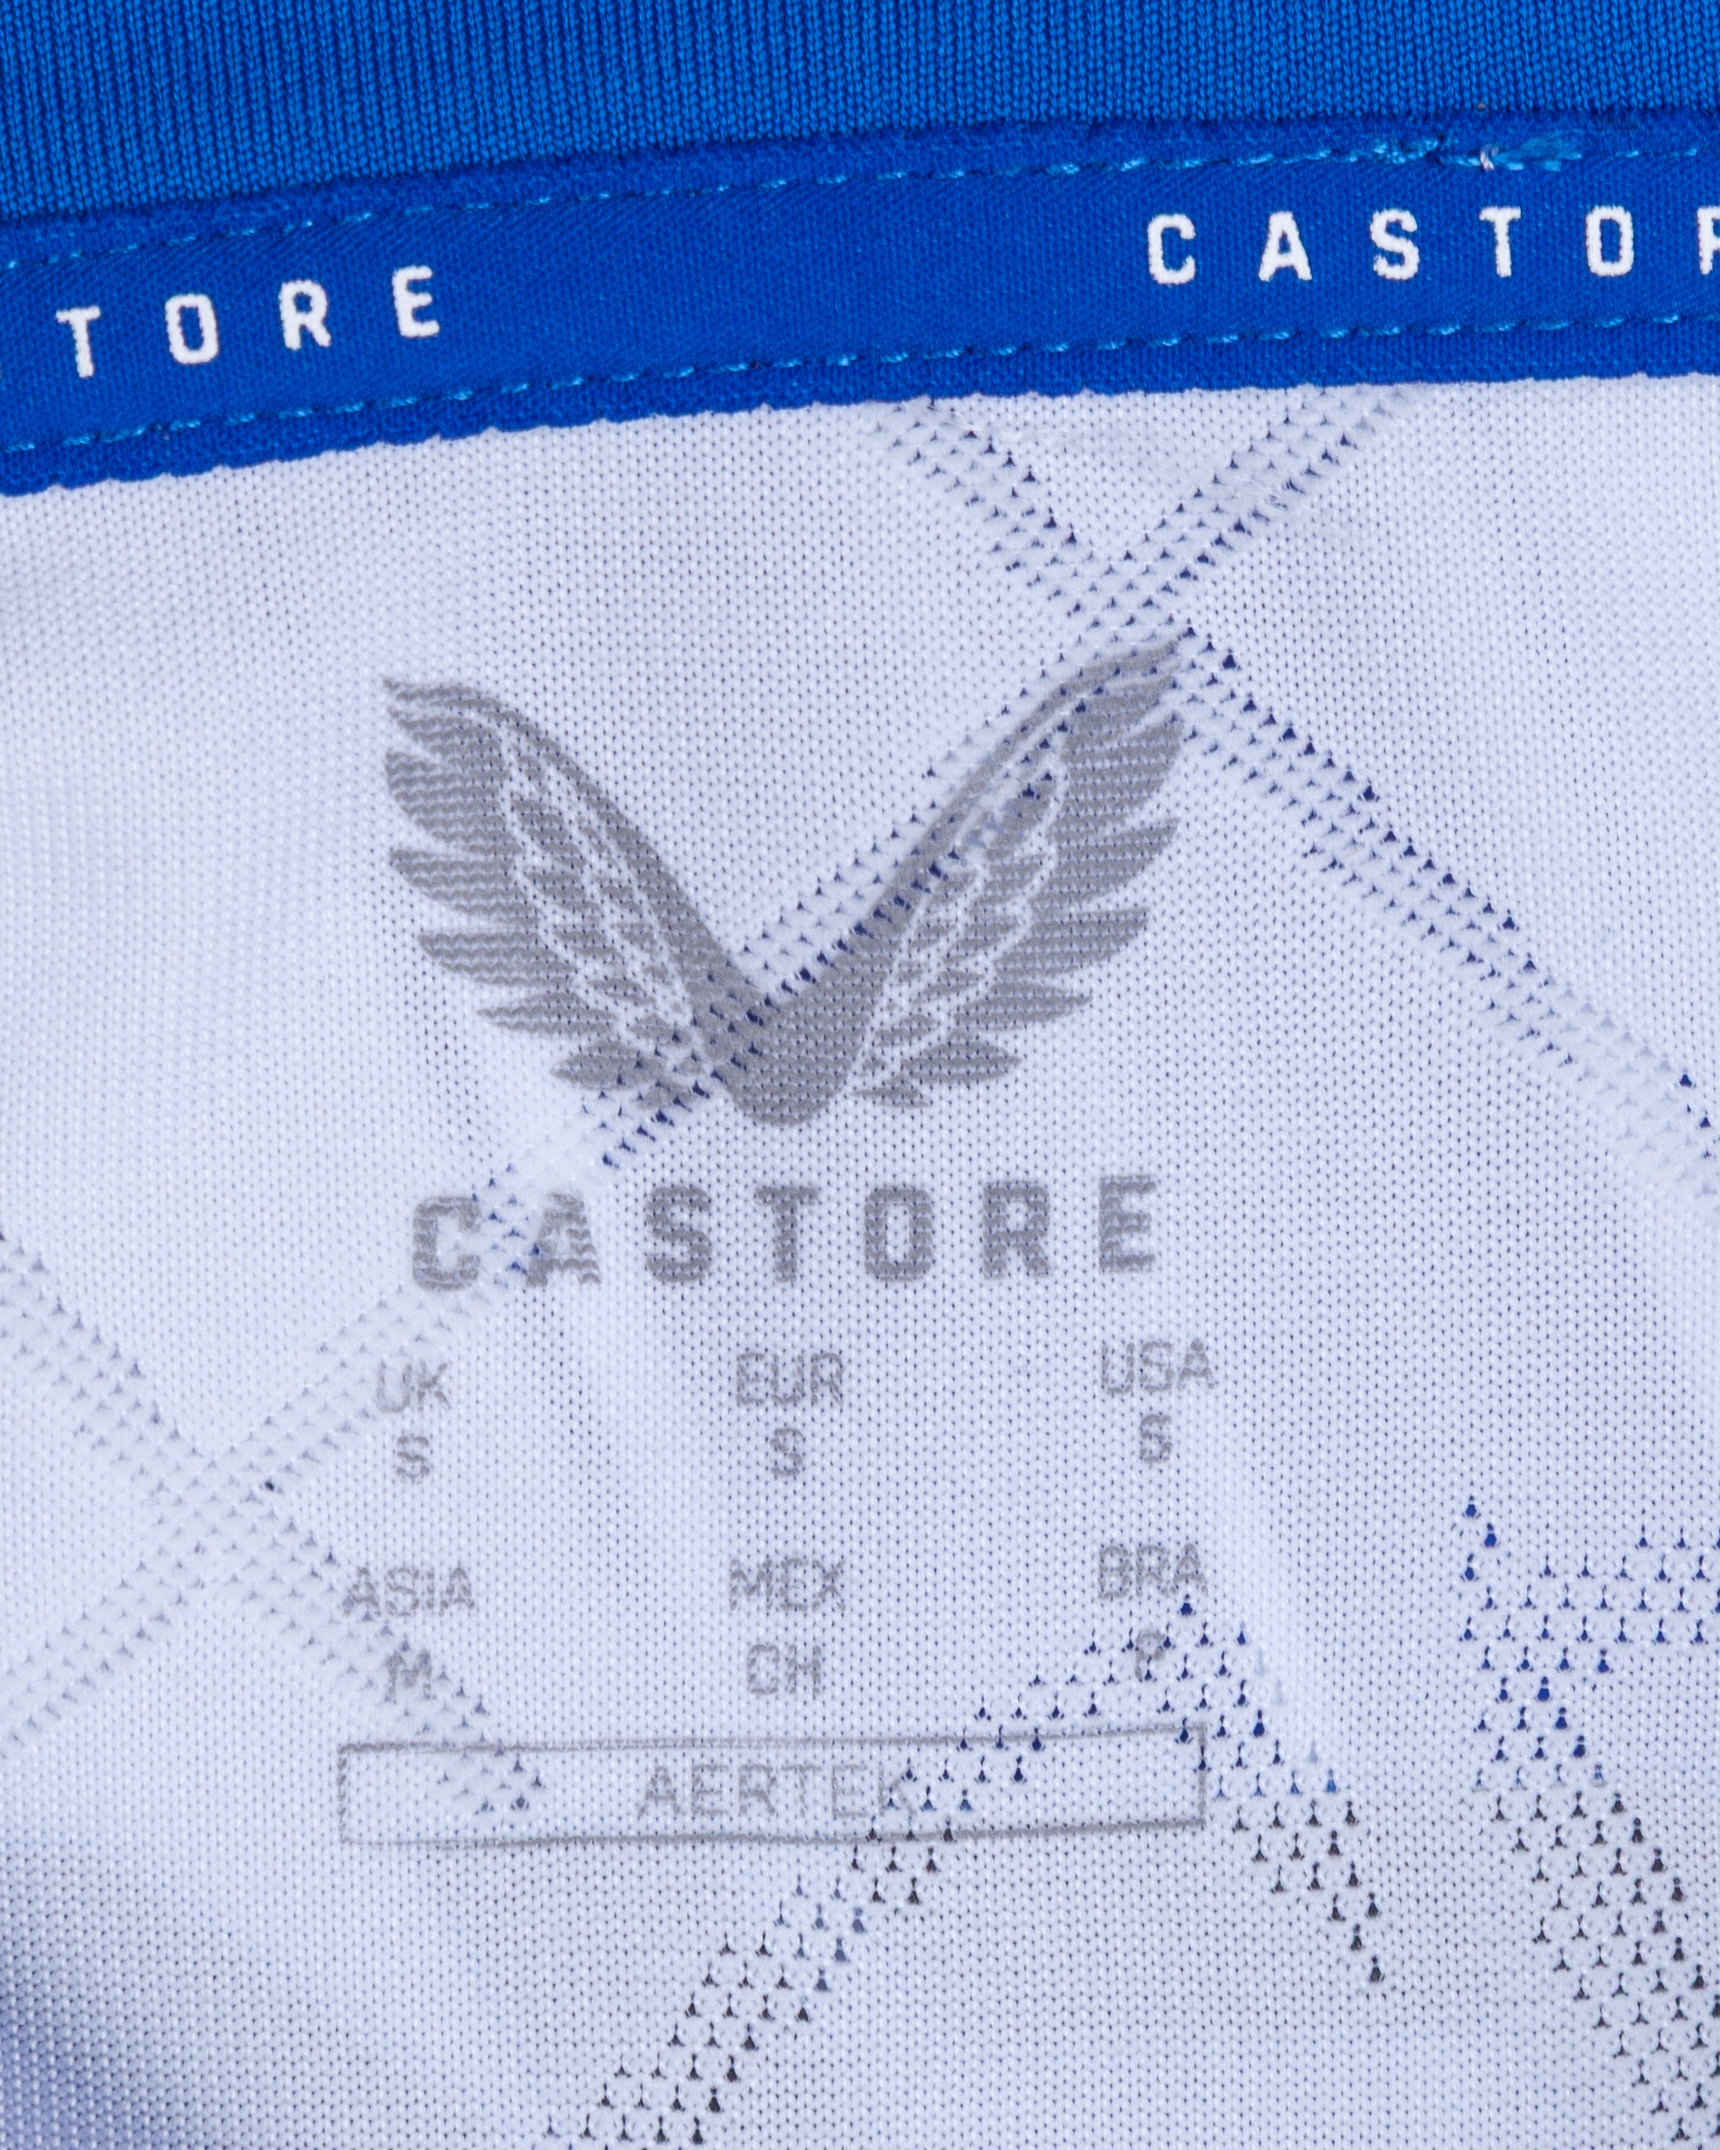 TORE CASTOR
CASTORE
UK EUR USA
S S S
ASIA MEX BRA
M CH P
AERTEK